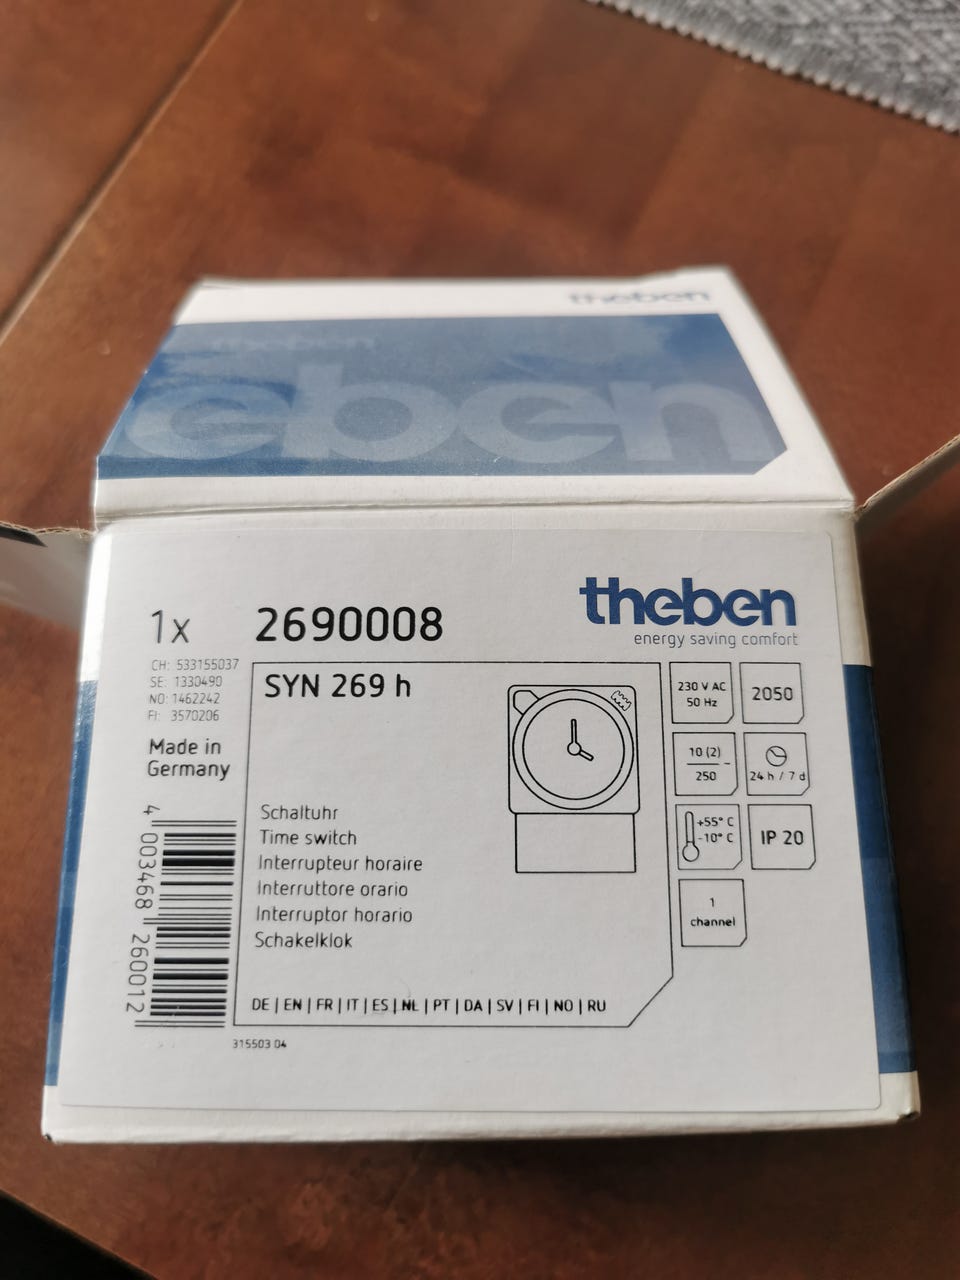 theben
theben
eben
theben
energy saving comfort
1x 2690008
CH: 533155037
SE: 1330490
NO: 1462242
FI: 3570206
Made in
Germany
SYN 269 h
230 V AC
50 Hz
2050
10 (2)
250
~
24 h / 7 d
+55° C
-10° C
IP 20
1
channel
Schaltuhr
Time switch
Interrupteur horaire
Interruttore orario
Interruptor horario
Schakelklok
DE | EN | FR | IT | ES | NL | PT | DA | SV | FI | NO | RU
4 003468 260012
315503 04